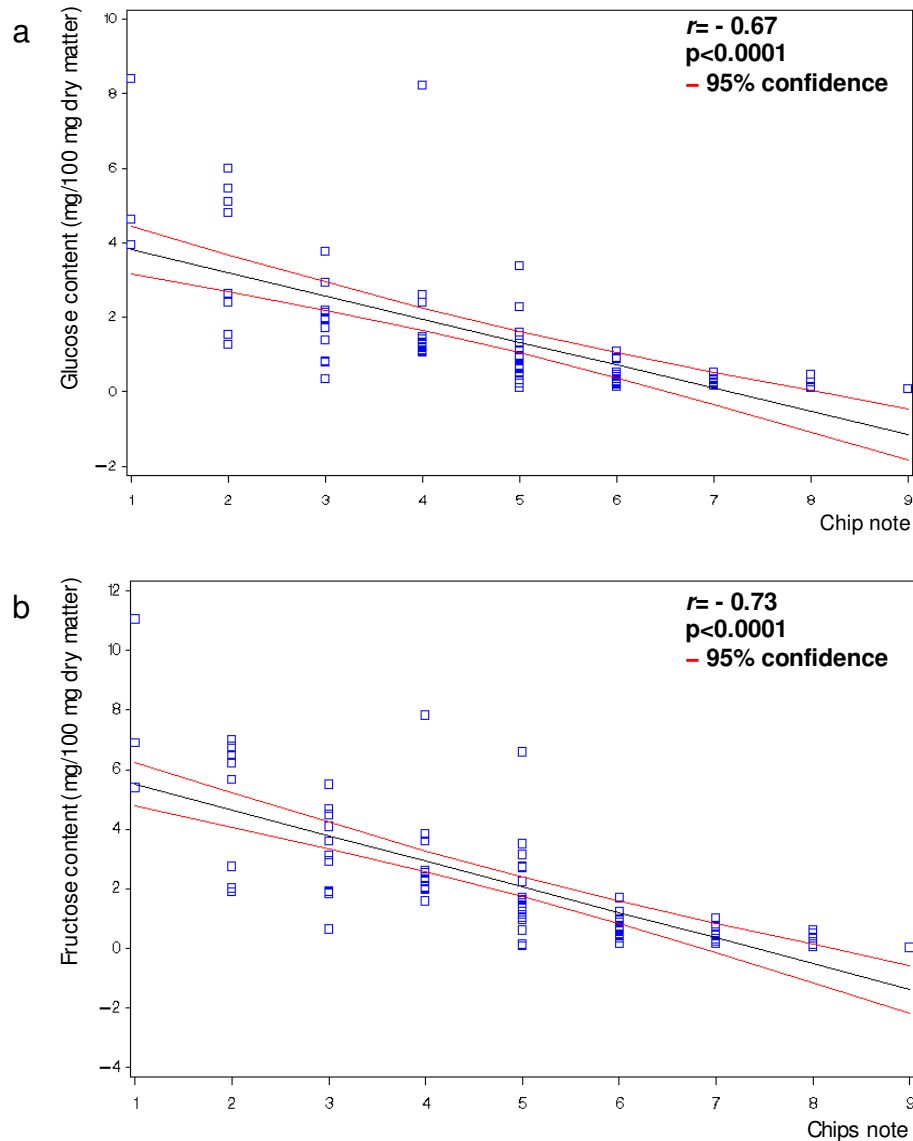 a
r= - 0.67
p<0.0001
– 95% confidence
Glucose content (mg/100 mg dry matter)
10
8
6
4
2
0
−2
1 2 3 4 5 6 7 8 9
Chip note
b
r= - 0.73
p<0.0001
– 95% confidence
Fructose content (mg/100 mg dry matter)
12
10
8
6
4
2
0
−2
−4
1 2 3 4 5 6 7 8 9
Chips note